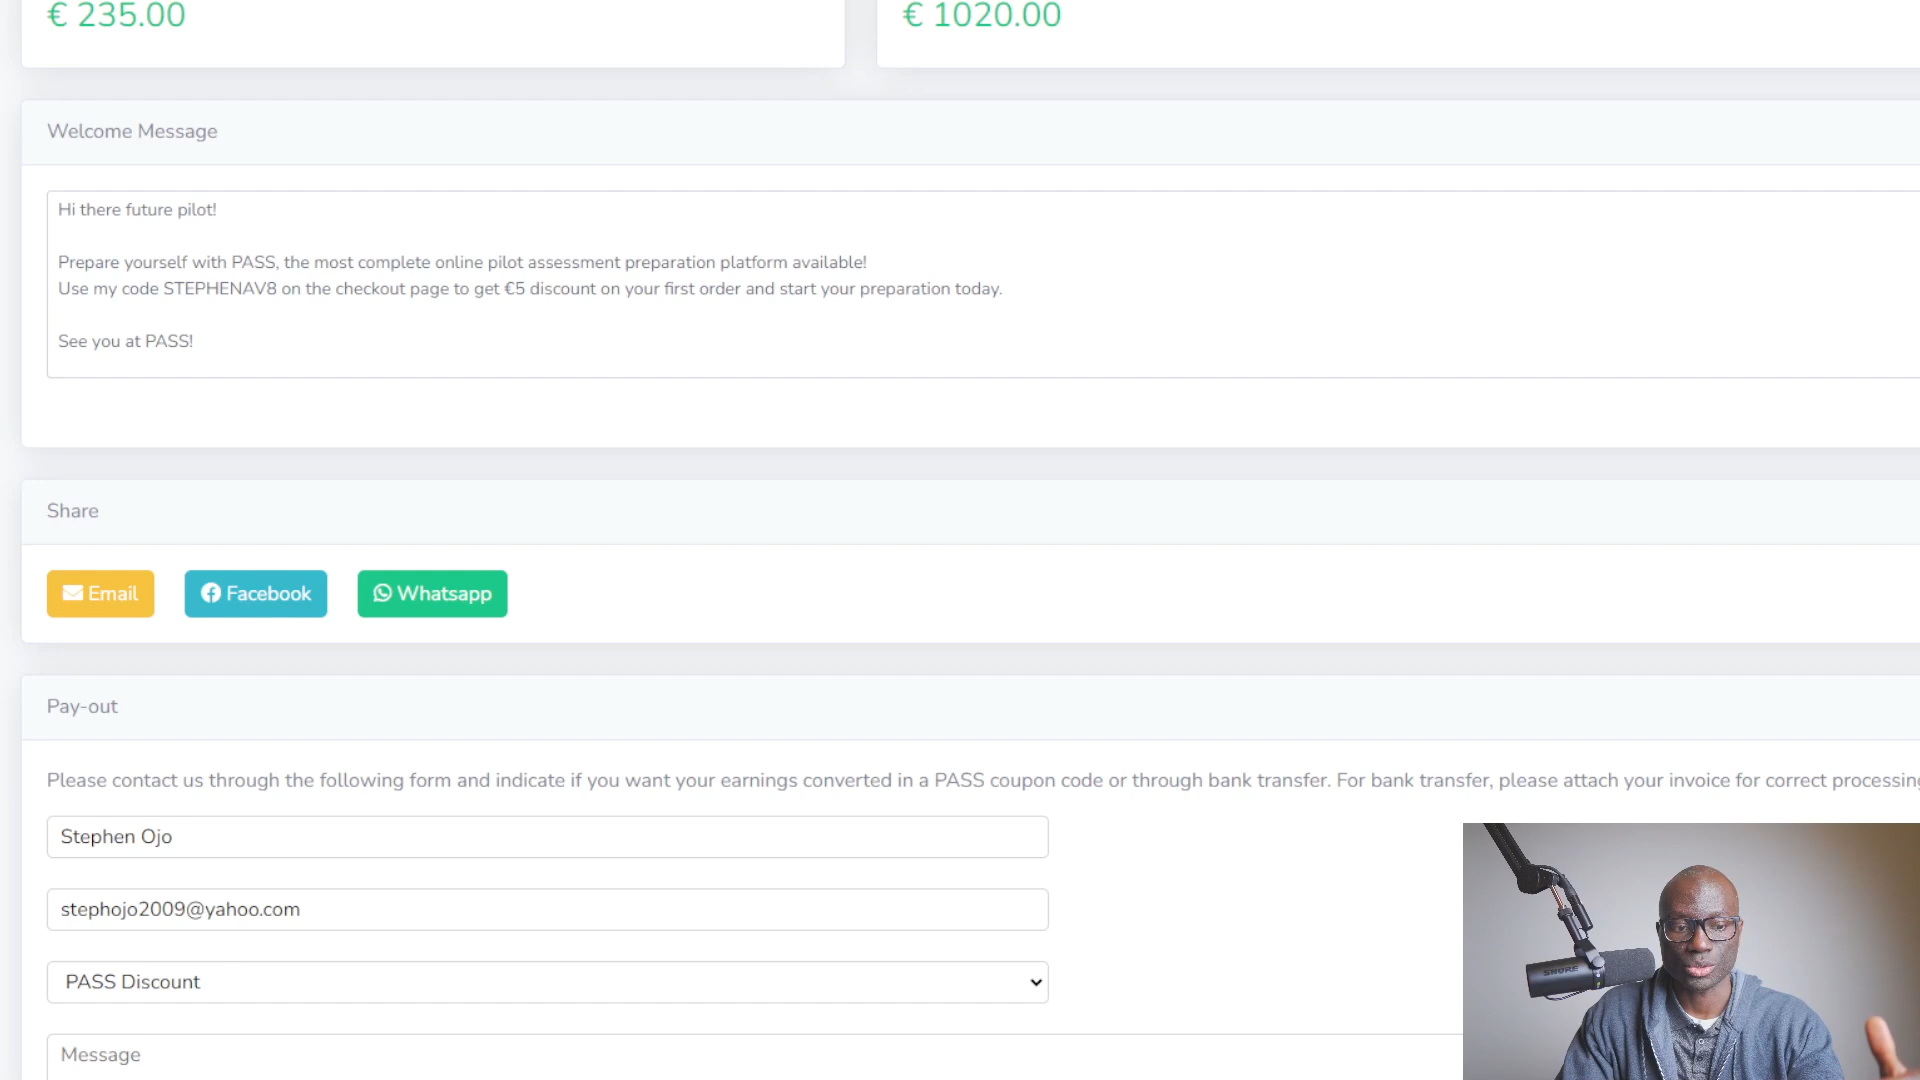 € 235.00
€ 1020.00
Welcome Message
Hi there future pilot!
Prepare yourself with PASS, the most complete online pilot assessment preparation platform available!
Use my code STEPHENAV8 on the checkout page to get €5 discount on your first order and start your preparation today.
See you at PASS!
Share
Email
Facebook
Whatsapp
Pay-out
Please contact us through the following form and indicate if you want your earnings converted in a PASS coupon code or through bank transfer. For bank transfer, please attach your invoice for correct processing
Stephen Ojo
stephojo2009@yahoo.com
PASS Discount
Message
SHURE